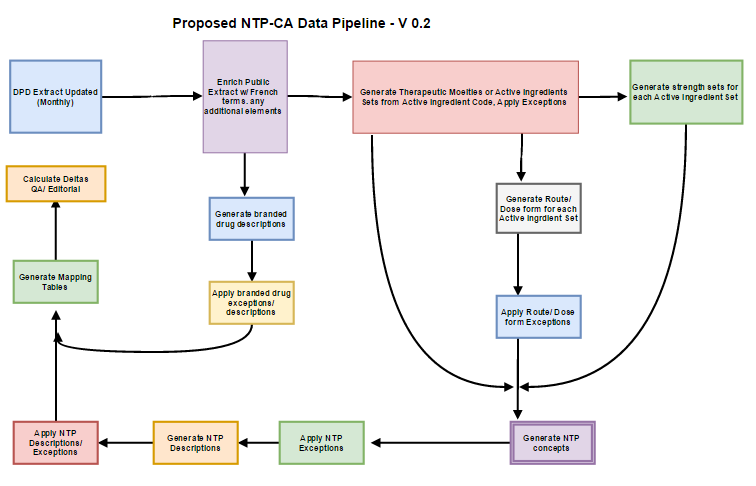 Proposed NTP-CA Data Pipeline - V 0.2
DPD Extract Updated
(Monthly)
Enrich Public
Extract w/ French
terms. any
additional elements
Generate Therapeutic Moeities or Active Ingredients
Sets from Active Ingredient Code, Apply Exceptions
Generate strength sets for
each Active Ingredient Set
Calculate Deltas
QA/ Editorial
Generate branded
drug descriptions
Generate Route/
Dose form for each
Active Ingrdient Set
Generate Mapping
Tables
Apply branded drug
exceptions/
descriptions
Apply Route/ Dose
form Exceptions
Apply NTP
Descriptions/
Exceptions
Generate NTP
Descriptions
Apply NTP
Exceptions
Generate NTP
concepts